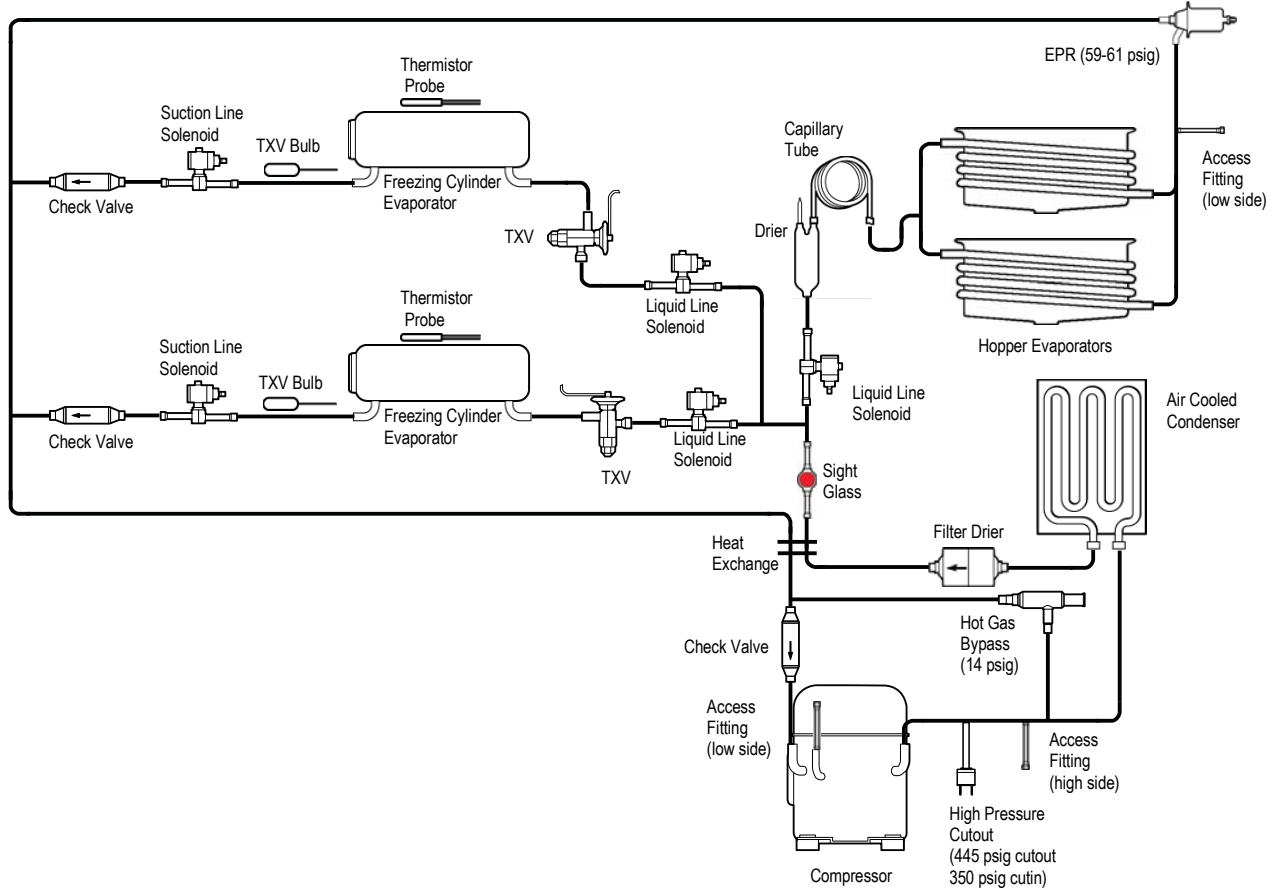 EPR (59-61 psig)
Thermistor
Probe
Suction Line
Solenoid
TXV Bulb
Capillary
Tube
Access
Fitting
(low side)
Freezing Cylinder
Evaporator
Check Valve
TXV
Drier
Liquid Line
Solenoid
Thermistor
Probe
Hopper Evaporators
Suction Line
Solenoid
TXV Bulb
Liquid Line
Solenoid
Air Cooled
Condenser
Freezing Cylinder
Evaporator
Check Valve
Liquid Line
Solenoid
TXV
Sight
Glass
Heat
Exchange
Filter Drier
Hot Gas
Bypass
(14 psig)
Check Valve
Access
Fitting
(low side)
Access
Fitting
(high side)
High Pressure
Cutout
(445 psig cutout
350 psig cutin)
Compressor